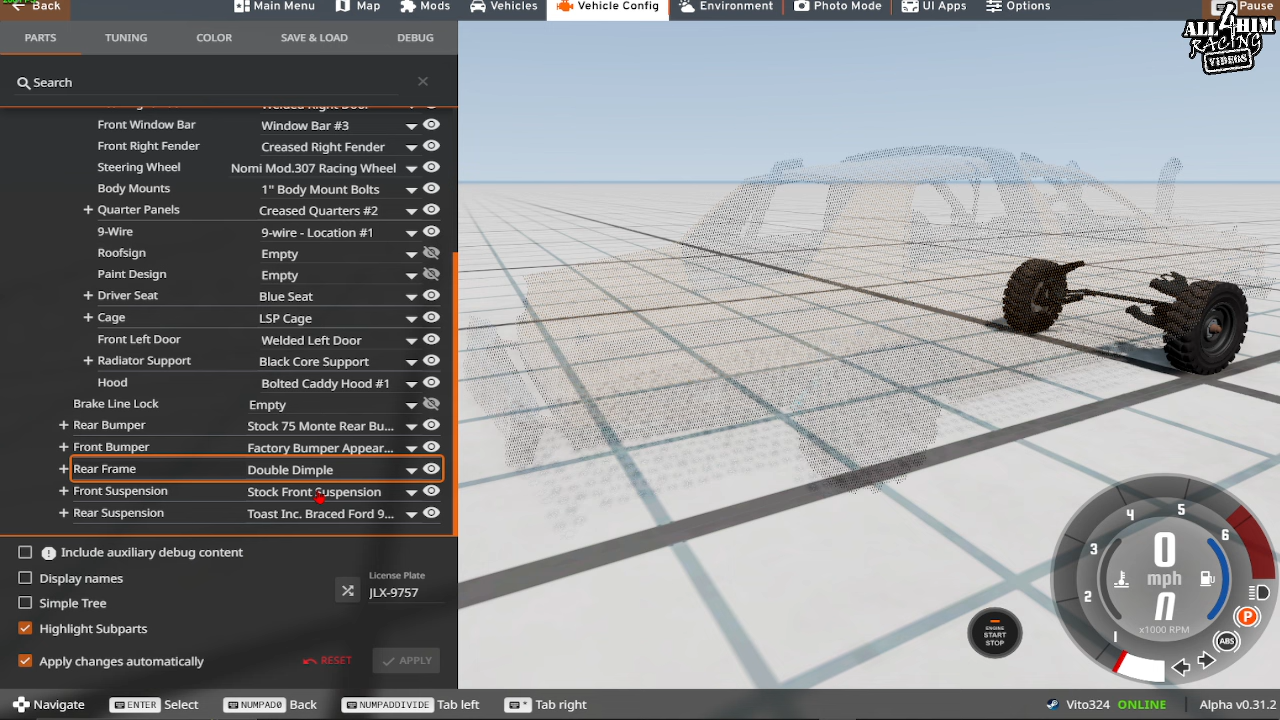 Back
Main Menu
Map
Mods
Vehicles
Vehicle Config
Environment
Photo Mode
UI Apps
Options
Pause
ALL4HIM
RACING
VIDEOS
PARTS
TUNING
COLOR
SAVE & LOAD
DEBUG
Search
Welded Right Door
Front Window Bar Window Bar #3
Front Right Fender Creased Right Fender
Steering Wheel Nomi Mod.307 Racing Wheel
Body Mounts 1" Body Mount Bolts
+ Quarter Panels Creased Quarters #2
9-Wire 9-wire - Location #1
Roofsign Empty
Paint Design Empty
+ Driver Seat Blue Seat
+ Cage LSP Cage
Front Left Door Welded Left Door
+ Radiator Support Black Core Support
Hood Bolted Caddy Hood #1
Brake Line Lock Empty
+ Rear Bumper Stock 75 Monte Rear Bu...
+ Front Bumper Factory Bumper Appear...
+ Rear Frame Double Dimple
+ Front Suspension Stock Front Suspension
+ Rear Suspension Toast Inc. Braced Ford 9...
Include auxiliary debug content
Display names
Simple Tree
Highlight Subparts
Apply changes automatically
License Plate
JLX-9757
RESET
APPLY
ENGINE
START
STOP
1
2
3
4
5
6
0
mph
n
x1000 RPM
P
ABS
Navigate
ENTER Select
NUMPAD0 Back
NUMPADDIVIDE Tab left
* Tab right
Vito324 ONLINE
Alpha v0.31.2